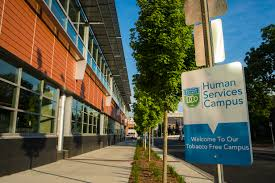 Human
Services
Campus
Welcome To Our
Tobacco Free Campus